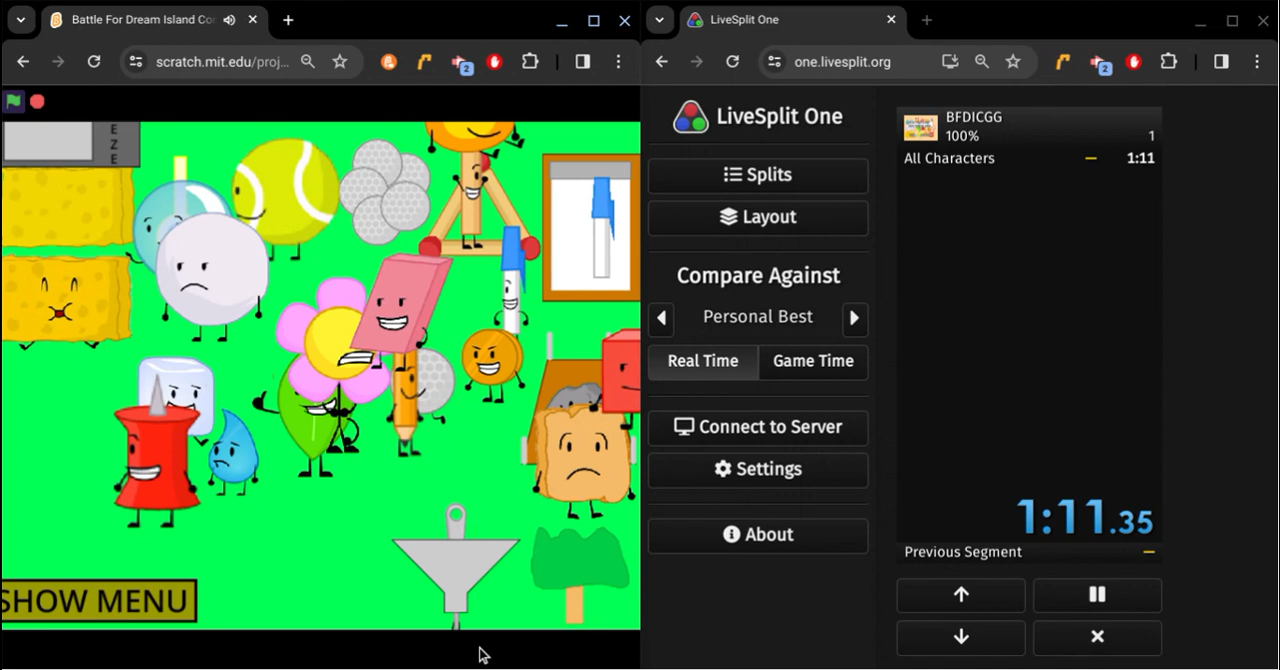 Battle For Dream Island Co
LiveSplit One
scratch.mit.edu/proj...
2
one.livesplit.org
2
E
Z
E
SHOW MENU
LiveSplit One
Splits
Layout
Compare Against
Personal Best
Real Time
Game Time
Connect to Server
Settings
About
BFDICGG
100%
1
All Characters
—
1:11
1:11.35
Previous Segment
—